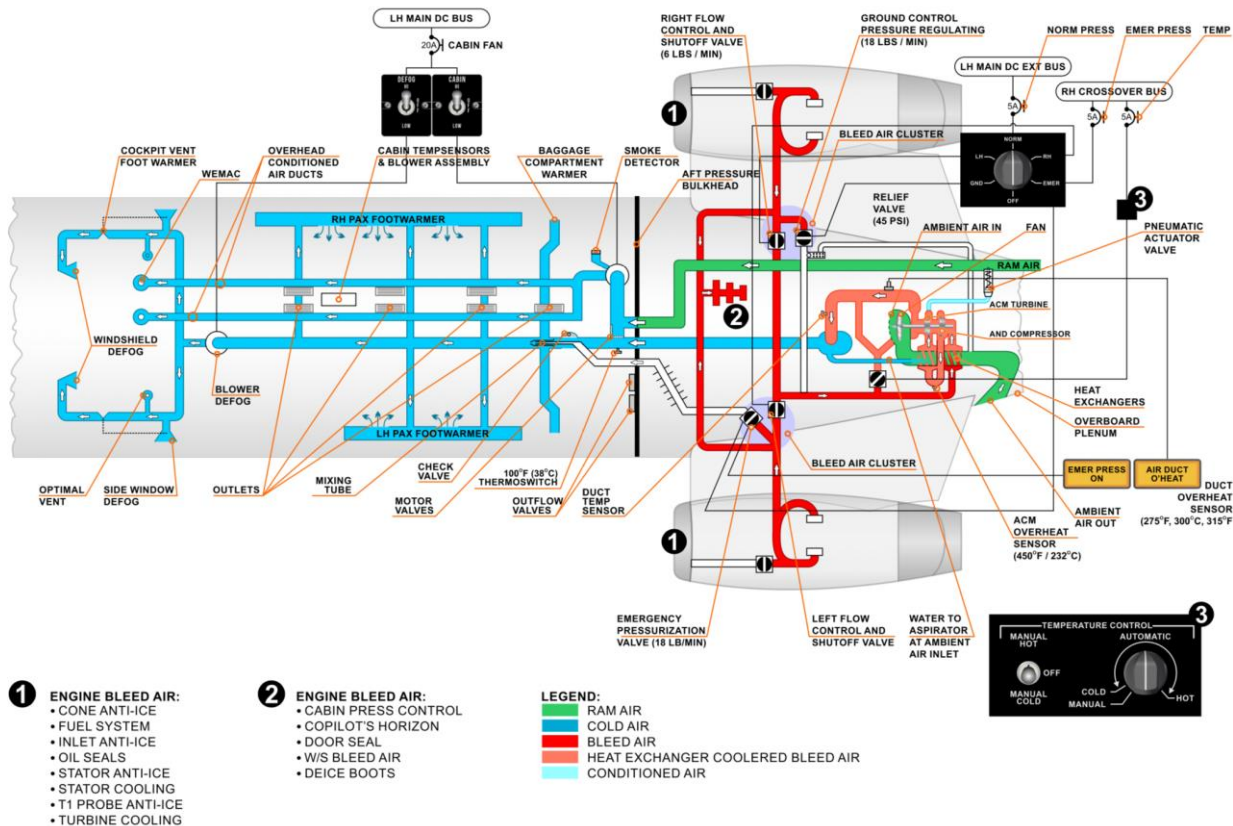 LH MAIN DC BUS
20A
CABIN FAN
DEFOG
HI
LOW
CABIN
HI
LOW
RIGHT FLOW
CONTROL AND
SHUTOFF VALVE
(6 LBS / MIN)
GROUND CONTROL
PRESSURE REGULATING
(18 LBS / MIN)
NORM PRESS
EMER PRESS
TEMP
LH MAIN DC EXT BUS
RH CROSSOVER BUS
5A
5A
5A
1
BLEED AIR CLUSTER
NORM
LH
RH
GND
EMER
OFF
3
COCKPIT VENT
FOOT WARMER
OVERHEAD
CONDITIONED
AIR DUCTS
WEMAC
CABIN TEMPSENSORS
& BLOWER ASSEMBLY
BAGGAGE
COMPARTMENT
WARMER
SMOKE
DETECTOR
AFT PRESSURE
BULKHEAD
RELIEF
VALVE
(45 PSI)
AMBIENT AIR IN
FAN
PNEUMATIC
ACTUATOR
VALVE
RH PAX FOOTWARMER
RAM AIR
ACM TURBINE
AND COMPRESSOR
2
WINDSHIELD
DEFOG
BLOWER
DEFOG
LH PAX FOOTWARMER
HEAT
EXCHANGERS
OVERBOARD
PLENUM
BLEED AIR CLUSTER
EMER PRESS
ON
AIR DUCT
O'HEAT
OPTIMAL
VENT
SIDE WINDOW
DEFOG
OUTLETS
MIXING
TUBE
CHECK
VALVE
MOTOR
VALVES
100°F (38°C)
THERMOSWITCH
OUTFLOW
VALVES
DUCT
TEMP
SENSOR
1
ACM
OVERHEAT
SENSOR
(450°F / 232°C)
AMBIENT
AIR OUT
DUCT
OVERHEAT
SENSOR
(275°F, 300°C, 315°F
EMERGENCY
PRESSURIZATION
VALVE (18 LB/MIN)
LEFT FLOW
CONTROL AND
SHUTOFF VALVE
WATER TO
ASPIRATOR
AT AMBIENT
AIR INLET
3
TEMPERATURE CONTROL
MANUAL
HOT
OFF
MANUAL
COLD
AUTOMATIC
COLD
MANUAL
HOT
1
ENGINE BLEED AIR:
• CONE ANTI-ICE
• FUEL SYSTEM
• INLET ANTI-ICE
• OIL SEALS
• STATOR ANTI-ICE
• STATOR COOLING
• T1 PROBE ANTI-ICE
• TURBINE COOLING
2
ENGINE BLEED AIR:
• CABIN PRESS CONTROL
• COPILOT'S HORIZON
• DOOR SEAL
• W/S BLEED AIR
• DEICE BOOTS
LEGEND:
RAM AIR
COLD AIR
BLEED AIR
HEAT EXCHANGER COOLERED BLEED AIR
CONDITIONED AIR